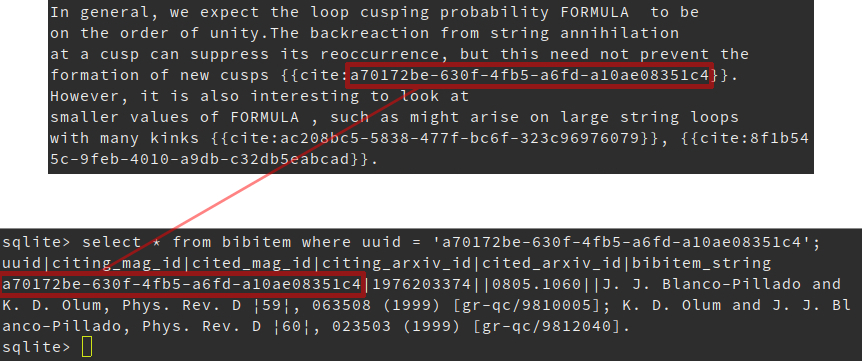 In general, we expect the loop cusping probability FORMULA  to be
on the order of unity.The backreaction from string annihilation
at a cusp can suppress its reoccurrence, but this need not prevent the
formation of new cusps {{cite:a70172be-630f-4fb5-a6fd-a10ae08351c4}}.
However, it is also interesting to look at
smaller values of FORMULA , such as might arise on large string loops
with many kinks {{cite:ac208bc5-5838-477f-bc6f-323c96976079}}, {{cite:8f1b54
5c-9feb-4010-a9db-c32db5eabcad}}.
sqlite> select * from bibitem where uuid = 'a70172be-630f-4fb5-a6fd-a10ae08351c4';
uuid|citing_mag_id|cited_mag_id|citing_arxiv_id|cited_arxiv_id|bibitem_string
a70172be-630f-4fb5-a6fd-a10ae08351c4|1976203374||0805.1060||J. J. Blanco-Pillado and
K. D. Olum, Phys. Rev. D ¦59¦, 063508 (1999) [gr-qc/9810005]; K. D. Olum and J. J. Bl
anco-Pillado, Phys. Rev. D ¦60¦, 023503 (1999) [gr-qc/9812040].
sqlite>